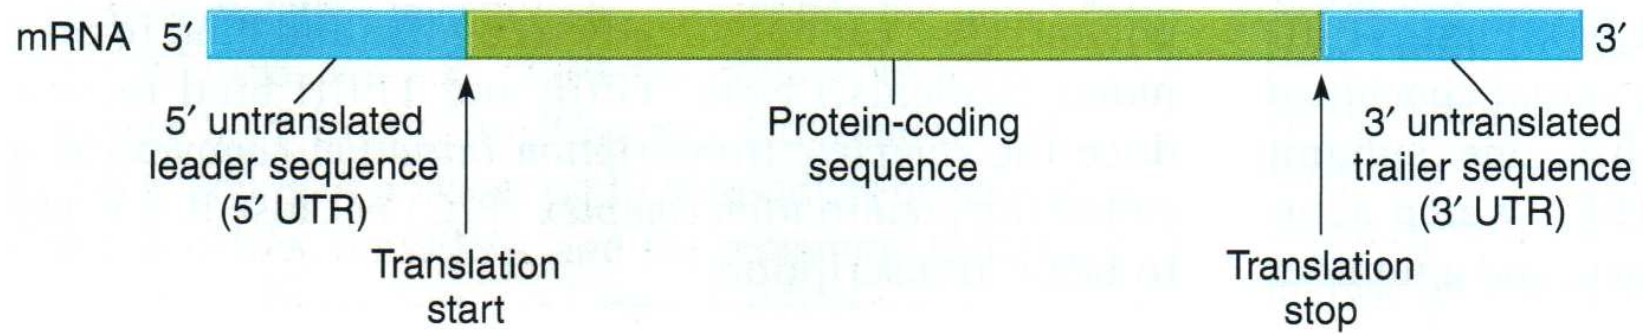 mRNA 5′ 3′
5′ untranslated
leader sequence
(5′ UTR)
Protein-coding
sequence
3′ untranslated
trailer sequence
(3′ UTR)
Translation
start
Translation
stop